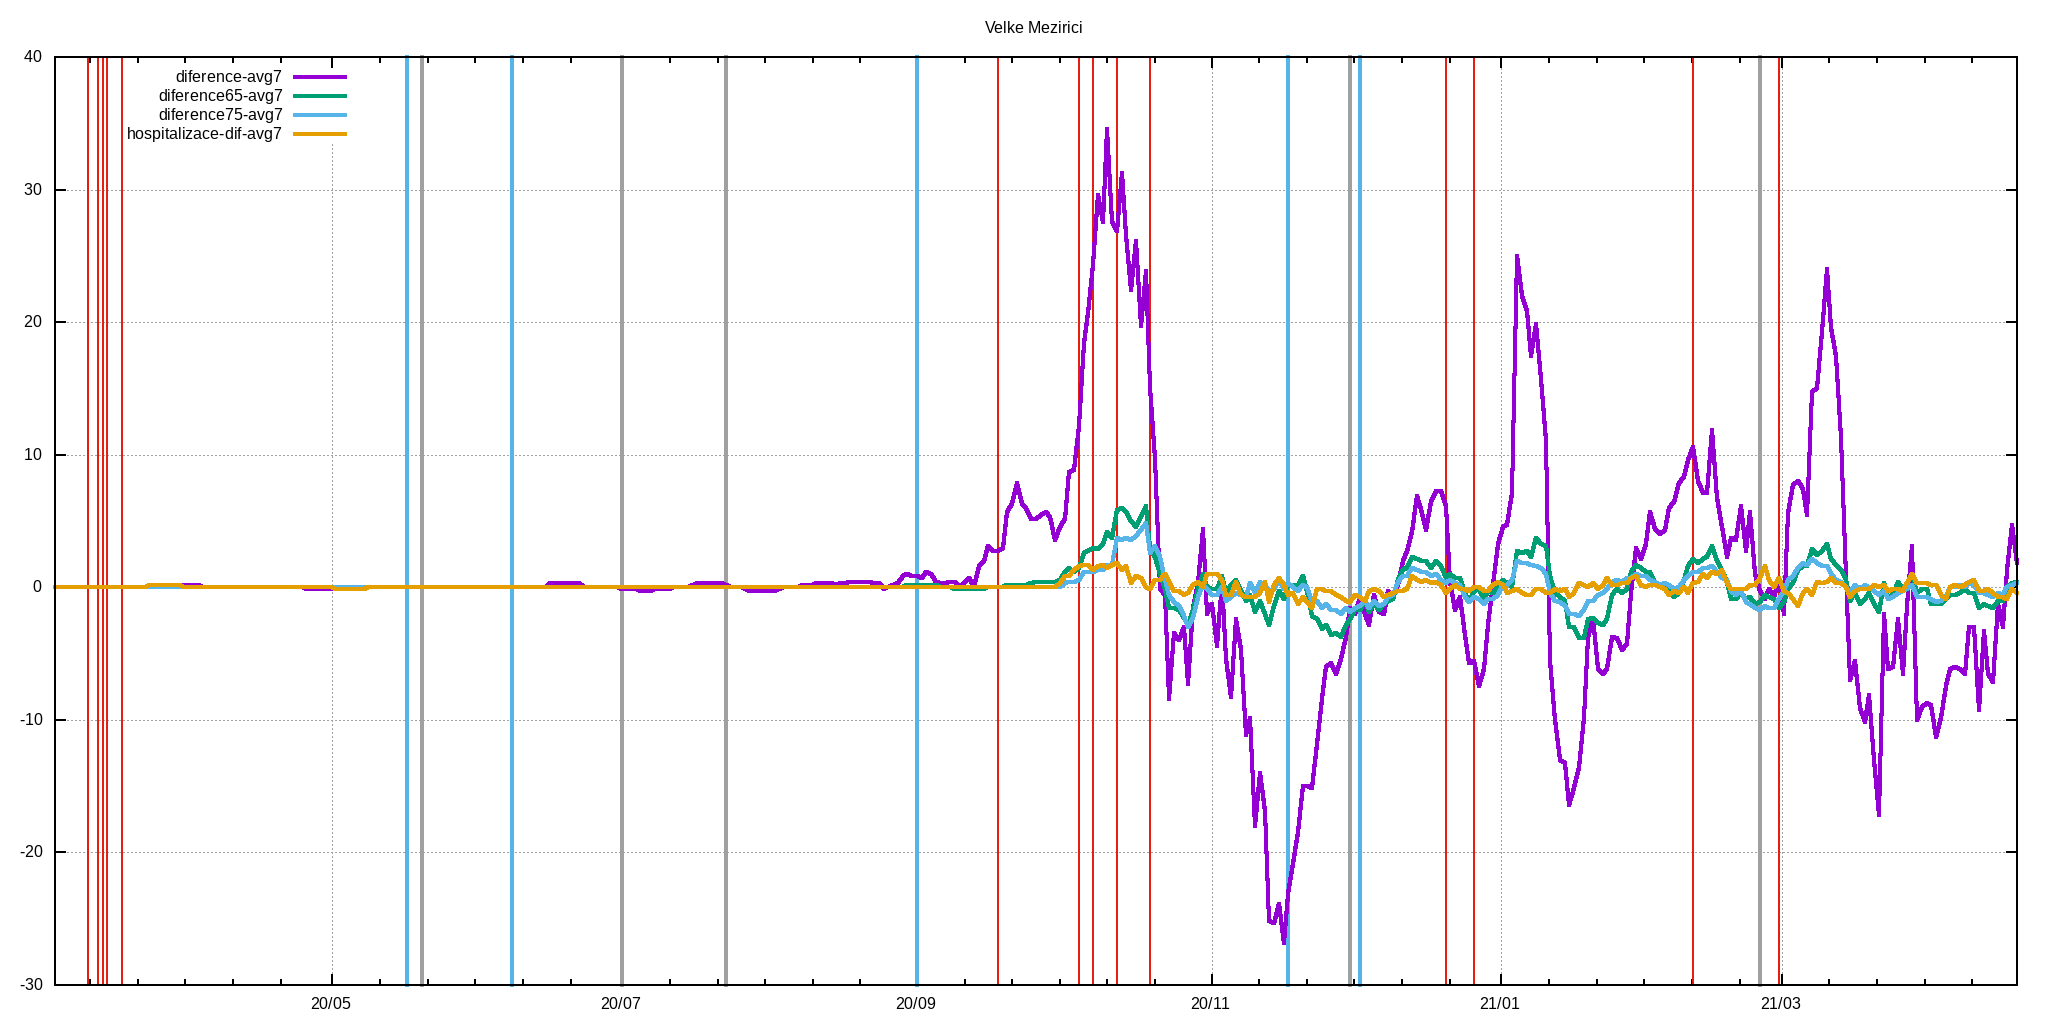 Velke Mezirici
40
30
20
10
0
-10
-20
-30
diference-avg7
diference65-avg7
diference75-avg7
hospitalizace-dif-avg7
20/05
20/07
20/09
20/11
21/01
21/03